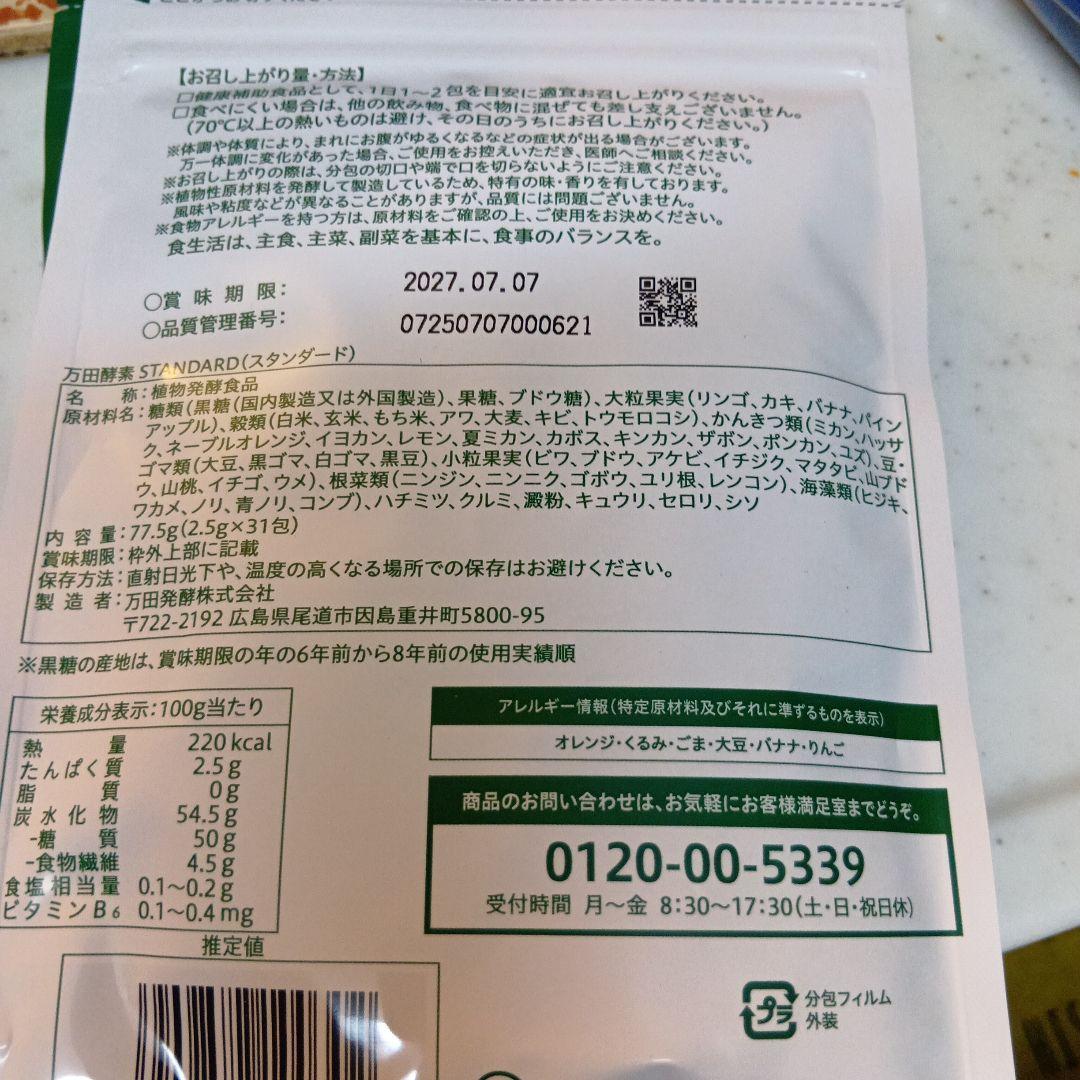 【お召し上がり量・方法】
□健康補助食品として、1日1～2包を目安に適宜お召し上がりください。
□食べにくい場合は、他の飲み物、食べ物に混ぜても差し支えございません。
(70℃以上の熱いものは避け、その日のうちにお召し上がりください。)
※体調や体質により、まれにお腹がゆるくなるなどの症状が出る場合がございます。
万一体調に変化があった場合、ご使用をお控えいただき、医師へご相談ください。
※お召し上がりの際は、分包の切口や端で口を切らないようにご注意ください。
※植物性原材料を発酵して製造しているため、特有の味・香りを有しております。
風味や粘度などが異なることがありますが、品質には問題ございません。
※食物アレルギーを持つ方は、原材料をご確認の上、ご使用をお決めください。
食生活は、主食、主菜、副菜を基本に、食事のバランスを。
○賞味期限: 2027.07.07
○品質管理番号: 07250707000621
万田酵素 STANDARD(スタンダード)
名称:植物発酵食品
原材料名:糖類(黒糖(国内製造又は外国製造)、果糖、ブドウ糖)、大粒果実(リンゴ、カキ、バナナ、パイン
アップル)、穀類(白米、玄米、もち米、アワ、大麦、キビ、トウモロコシ)、かんきつ類(ミカン、ハッサ
ク、ネーブルオレンジ、イヨカン、レモン、夏ミカン、カボス、キンカン、ザボン、ポンカン、ユズ)、豆・
ゴマ類(大豆、黒ゴマ、白ゴマ、黒豆)、小粒果実(ビワ、ブドウ、アケビ、イチジク、マタタビ、山ブド
ウ、山桃、イチゴ、ウメ)、根菜類(ニンジン、ニンニク、ゴボウ、ユリ根、レンコン)、海藻類(ヒジキ、
ワカメ、ノリ、青ノリ、コンブ)、ハチミツ、クルミ、澱粉、キュウリ、セロリ、シソ
内容量:77.5g(2.5g×31包)
賞味期限:枠外上部に記載
保存方法:直射日光下や、温度の高くなる場所での保存はお避けください。
製造者:万田発酵株式会社
〒722-2192 広島県尾道市因島重井町5800-95
※黒糖の産地は、賞味期限の年の6年前から8年前の使用実績順
栄養成分表示:100g当たり
熱量 220kcal
たんぱく質 2.5g
脂質 0g
炭水化物 54.5g
-糖質 50g
-食物繊維 4.5g
食塩相当量 0.1～0.2g
ビタミンB6 0.1～0.4mg
推定値
アレルギー情報(特定原材料及びそれに準ずるものを表示)
オレンジ・くるみ・ごま・大豆・バナナ・りんご
商品のお問い合わせは、お気軽にお客様満足室までどうぞ。
0120-00-5339
受付時間 月～金 8:30～17:30(土・日・祝日休)
プラ
分包フィルム
外装